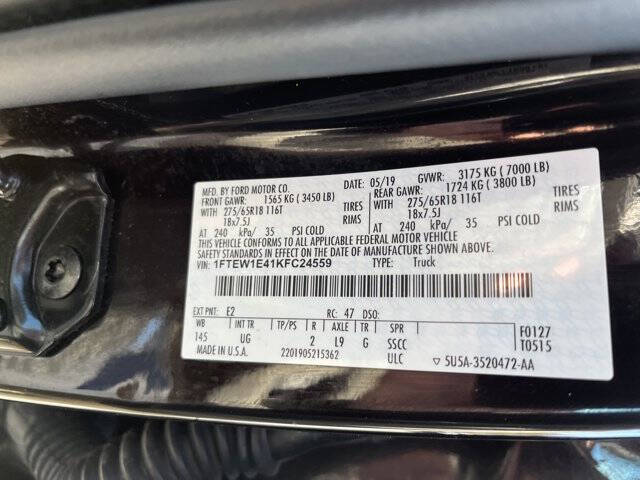 MFD. BY FORD MOTOR CO.
DATE: 05/19 GVWR: 3175 KG ( 7000 LB)
FRONT GAWR: 1565 KG ( 3450 LB) REAR GAWR: 1724 KG ( 3800 LB)
WITH 275/65R18 116T TIRES WITH 275/65R18 116T TIRES
18x7.5J RIMS 18x7.5J RIMS
AT 240 kPa/ 35 PSI COLD AT 240 kPa/ 35 PSI COLD
THIS VEHICLE CONFORMS TO ALL APPLICABLE FEDERAL MOTOR VEHICLE
SAFETY STANDARDS IN EFFECT ON THE DATE OF MANUFACTURE SHOWN ABOVE.
VIN: 1FTEW1E41KFC24559 TYPE: Truck
EXT PNT: E2 RC: 47 DSO: F0127
WB INT TR TP/PS R AXLE TR SPR T0515
145 UG 2 L9 G SSCC
MADE IN U.S.A. 2201905215362 ULC ▽ 5U5A-3520472-AA